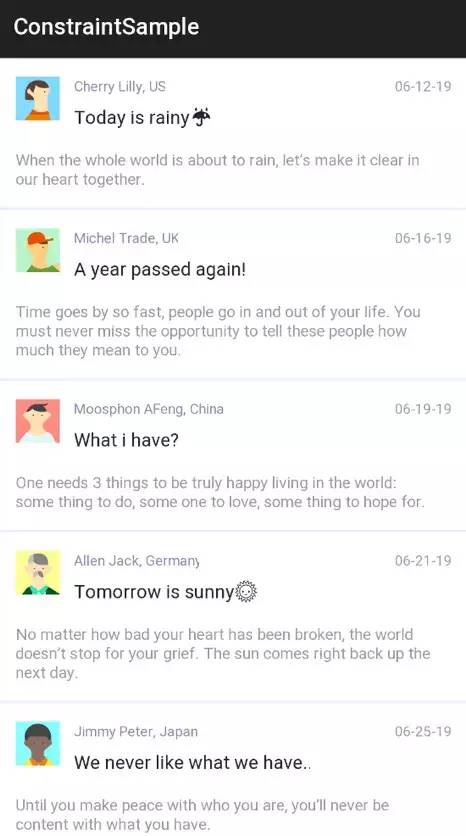 ConstraintSample
Cherry Lilly, US 06-12-19
Today is rainy☔
When the whole world is about to rain, let's make it clear in
our heart together.
Michel Trade, UK 06-16-19
A year passed again!
Time goes by so fast, people go in and out of your life. You
must never miss the opportunity to tell these people how
much they mean to you.
Moosphon AFeng, China 06-19-19
What i have?
One needs 3 things to be truly happy living in the world:
some thing to do, some one to love, some thing to hope for.
Allen Jack, Germany 06-21-19
Tomorrow is sunny🌞
No matter how bad your heart has been broken, the world
doesn't stop for your grief. The sun comes right back up the
next day.
Jimmy Peter, Japan 06-25-19
We never like what we have..
Until you make peace with who you are, you'll never be
content with what you have.